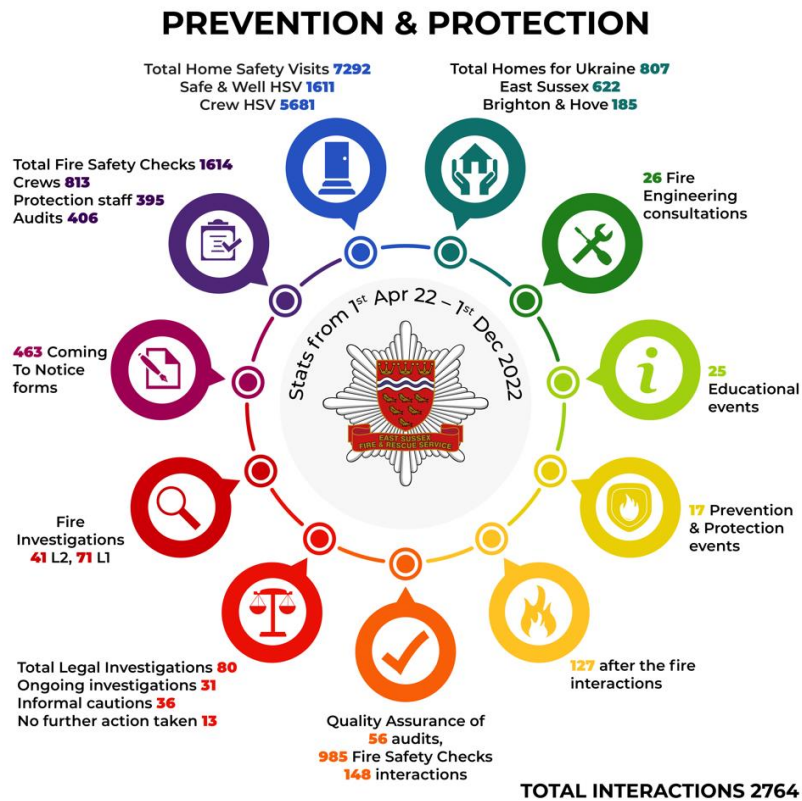 PREVENTION & PROTECTION
Total Home Safety Visits 7292
Safe & Well HSV 1611
Crew HSV 5681
Total Homes for Ukraine 807
East Sussex 622
Brighton & Hove 185
Total Fire Safety Checks 1614
Crews 813
Protection staff 395
Audits 406
26 Fire
Engineering
consultations
Stats from 1st Apr 22 – 1st Dec 2022
EAST SUSSEX
FIRE & RESCUE SERVICE
463 Coming
To Notice
forms
i
25
Educational
events
Fire
Investigations
41 L2, 71 L1
17 Prevention
& Protection
events
Total Legal Investigations 80
Ongoing investigations 31
Informal cautions 36
No further action taken 13
127 after the fire
interactions
Quality Assurance of
56 audits,
985 Fire Safety Checks
148 interactions
TOTAL INTERACTIONS 2764